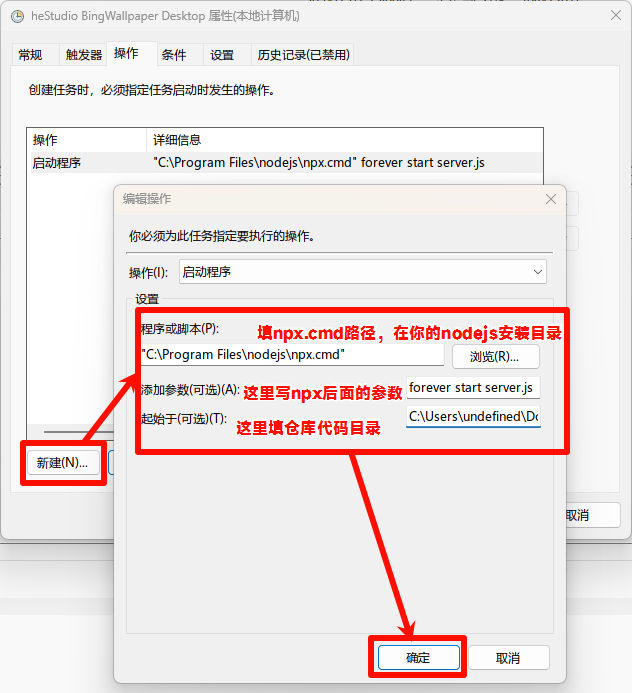 heStudio BingWallpaper Desktop 属性(本地计算机)
常规 触发器 操作 条件 设置 历史记录(已禁用)
创建任务时，必须指定任务启动时发生的操作。
操作 详细信息
启动程序 "C:\Program Files\nodejs\npx.cmd" forever start server.js
编辑操作
你必须为此任务指定要执行的操作。
操作(I): 启动程序
设置
程序或脚本(P): 填npx.cmd路径，在你的nodejs安装目录
"C:\Program Files\nodejs\npx.cmd" 浏览(R)...
添加参数(可选)(A): 这里写npx后面的参数 forever start server.js
起始于(可选)(T): 这里填仓库代码目录 C:\Users\undefined\Dc
新建(N)...
取消
确定 取消